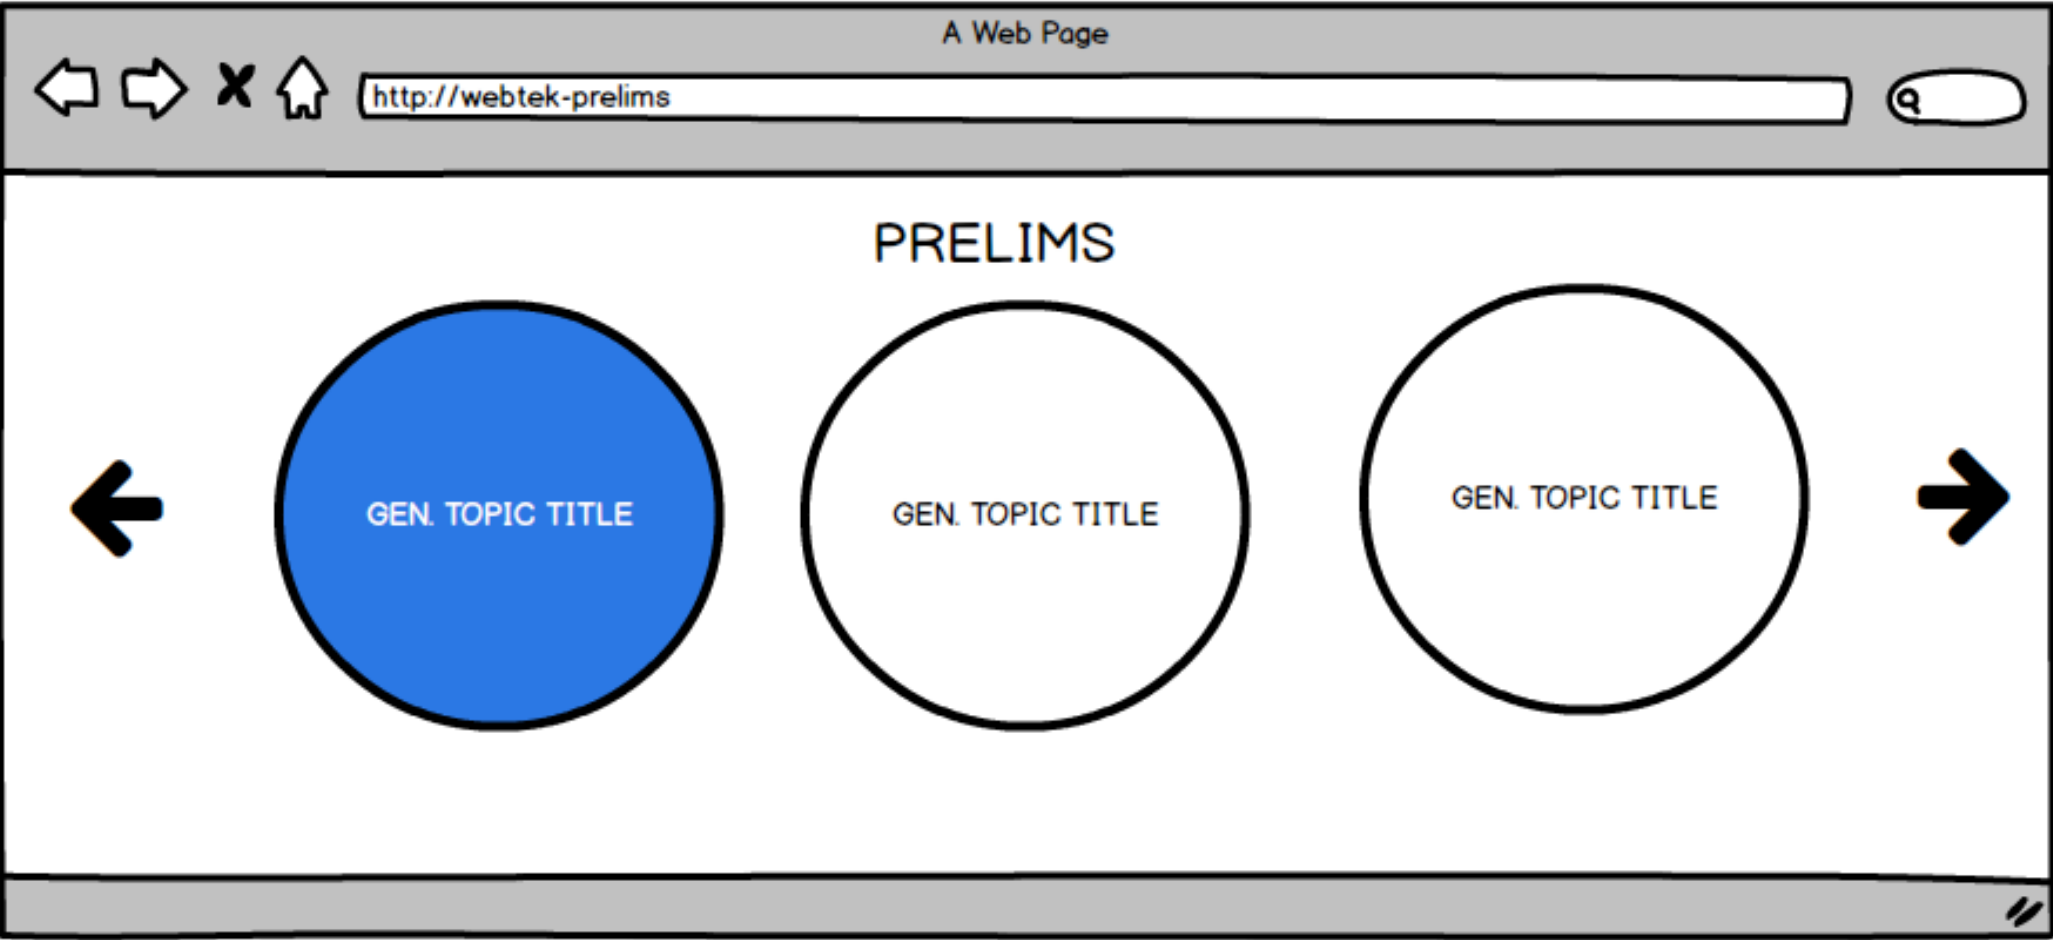 A Web Page
http://webtek-prelims
PRELIMS
GEN. TOPIC TITLE
GEN. TOPIC TITLE
GEN. TOPIC TITLE